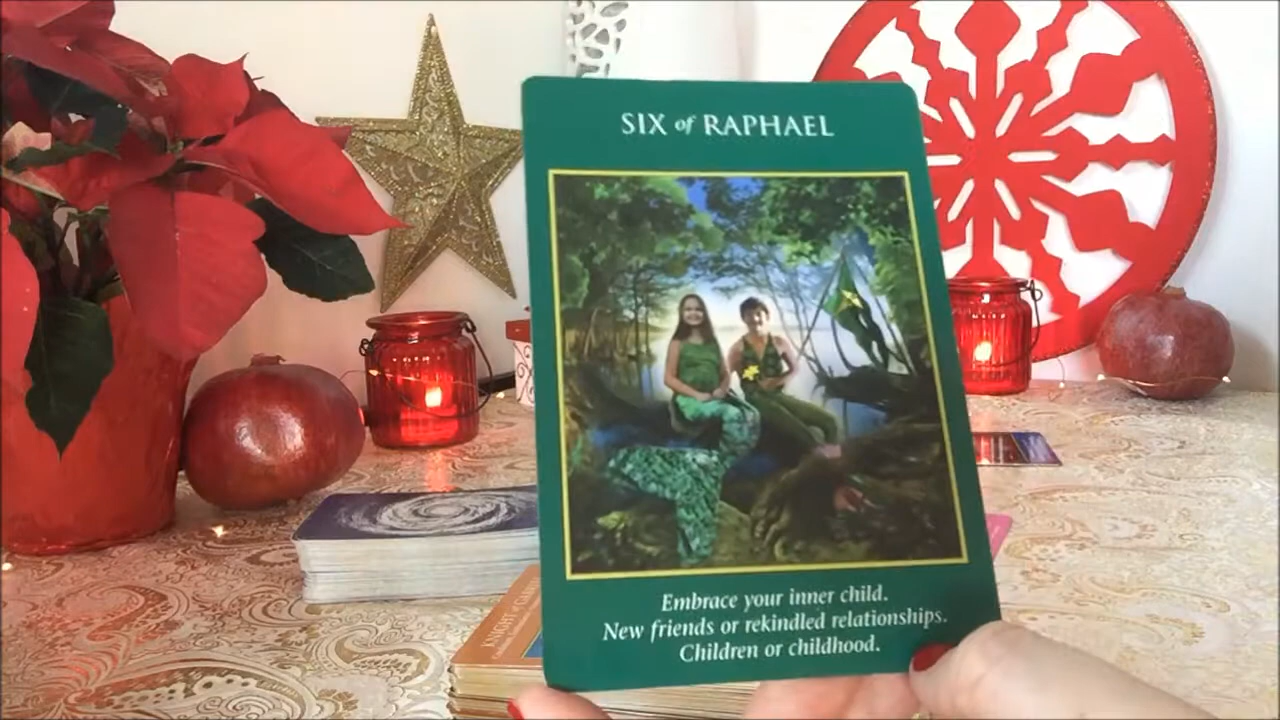 SIX of RAPHAEL
Embrace your inner child.
New friends or rekindled relationships.
Children or childhood.